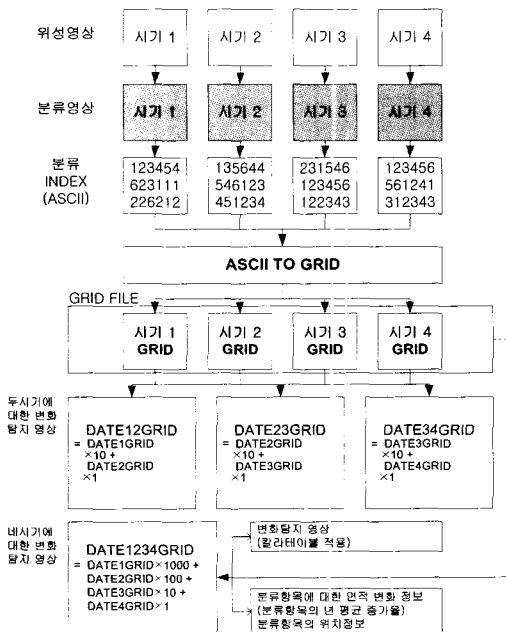 위성영상
시기 1
시기 2
시기 3
시기 4
분류영상
시기 1
시기 2
시기 3
시기 4
분류
INDEX
(ASCII)
123454
623111
226212
135644
546123
451234
231546
123456
122343
123456
561241
312343
ASCII TO GRID
GRID FILE
시기 1
GRID
시기 2
GRID
시기 3
GRID
시기 4
GRID
두시기에
대한 변화
탐지 영상
DATE12GRID
= DATE1GRID
×10 +
DATE2GRID
×1
DATE23GRID
= DATE2GRID
×10 +
DATE3GRID
×1
DATE34GRID
= DATE3GRID
×10 +
DATE4GRID
×1
네시기에
대한 변화
탐지 영상
DATE1234GRID
= DATE1GRID×1000 +
DATE2GRID×100 +
DATE3GRID×10 +
DATE4GRID×1
변화탐지 영상
(칼라테이블 적용)
분류항목에 대한 면적 변화 정보
(분류항목의 년 평균 증가율)
분류항목의 위치정보